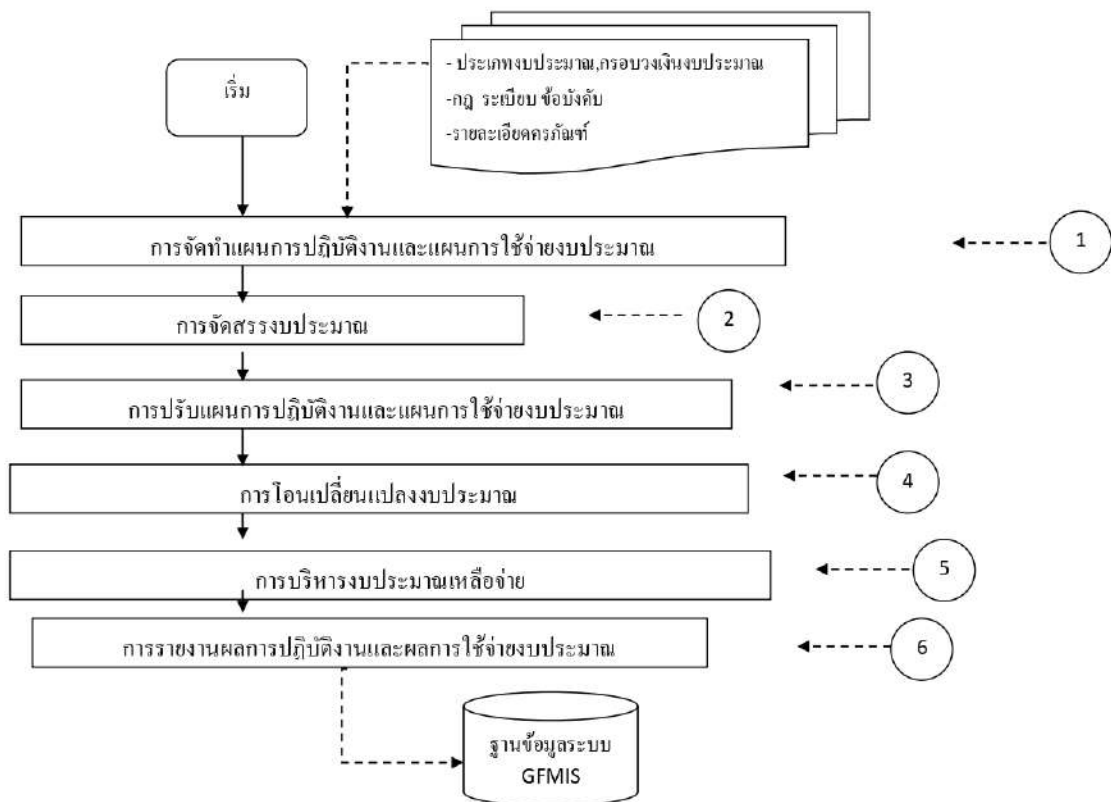 เริ่ม
- ประเภทงบประมาณ,กรอบวงเงินงบประมาณ
-กฎ ระเบียบ ข้อบังคับ
-รายละเอียดครภัณฑ์
การจัดทำแผนการปฏิบัติงานและแผนการใช้จ่ายงบประมาณ
1
การจัดสรรงบประมาณ
2
การปรับแผนการปฏิบัติงานและแผนการใช้จ่ายงบประมาณ
3
การโอนเปลี่ยนแปลงงบประมาณ
4
การบริหารงบประมาณเหลือจ่าย
5
การรายงานผลการปฏิบัติงานและผลการใช้จ่ายงบประมาณ
6
ฐานข้อมูลระบบ
GFMIS